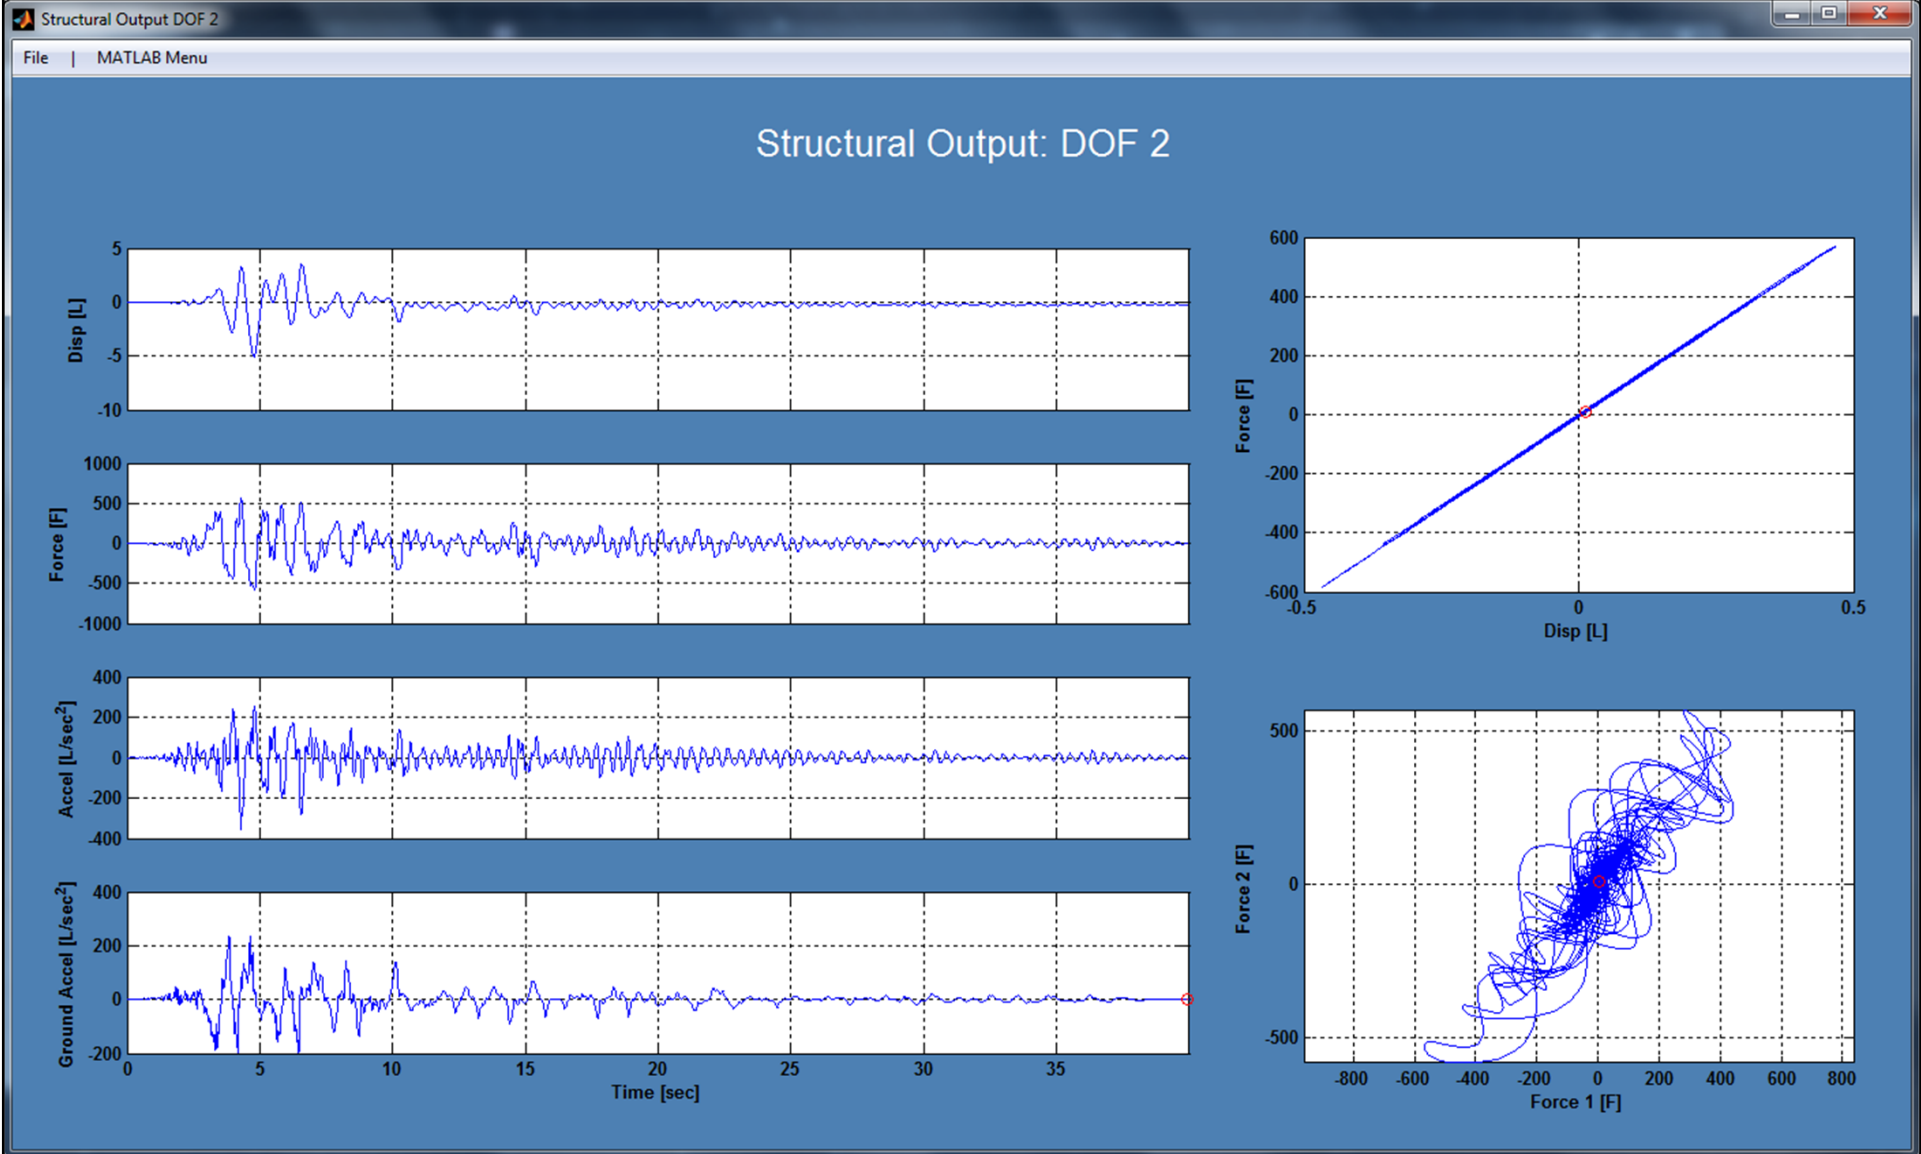 Structural Output DOF 2
File | MATLAB Menu
Structural Output: DOF 2
5
0
-5
-10
Disp [L]
1000
500
0
-500
-1000
Force [F]
400
200
0
-200
-400
Accel [L/sec²]
400
200
0
-200
Ground Accel [L/sec²]
0 5 10 15 20 25 30 35
Time [sec]
600
400
200
0
-200
-400
-600
Force [F]
-0.5 0 0.5
Disp [L]
500
0
-500
Force 2 [F]
-800 -600 -400 -200 0 200 400 600 800
Force 1 [F]